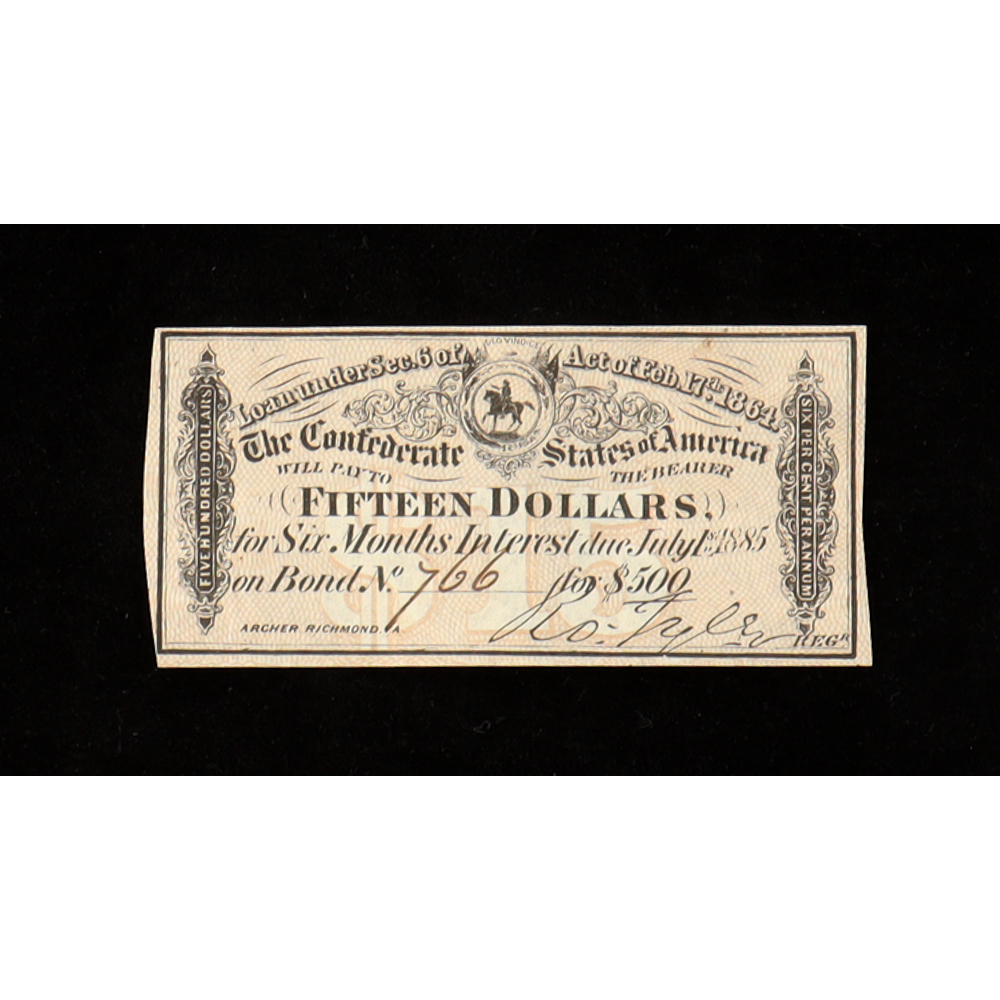 Loan under Sec. 6 of Act of Feb. 17th 1864.
The Confederate States of America
WILL PAY TO THE BEARER
FIFTEEN DOLLARS,
for Six Months Interest due July 1st 1885
on Bond. No. 766 for $500
ARCHER RICHMOND. VA. Ro. Tyler REGR
FIVE HUNDRED DOLLARS
SIX PER CENT PER ANNUM
$15